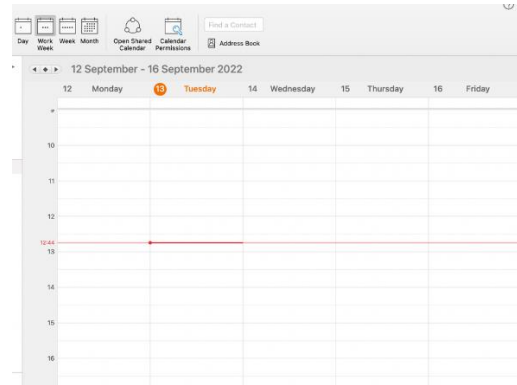 Find a Contact
Day Work Week Week Month Open Shared Calendar Calendar Permissions Address Book
12 September - 16 September 2022
12 Monday 13 Tuesday 14 Wednesday 15 Thursday 16 Friday
10
11
12
12:44
13
14
15
16